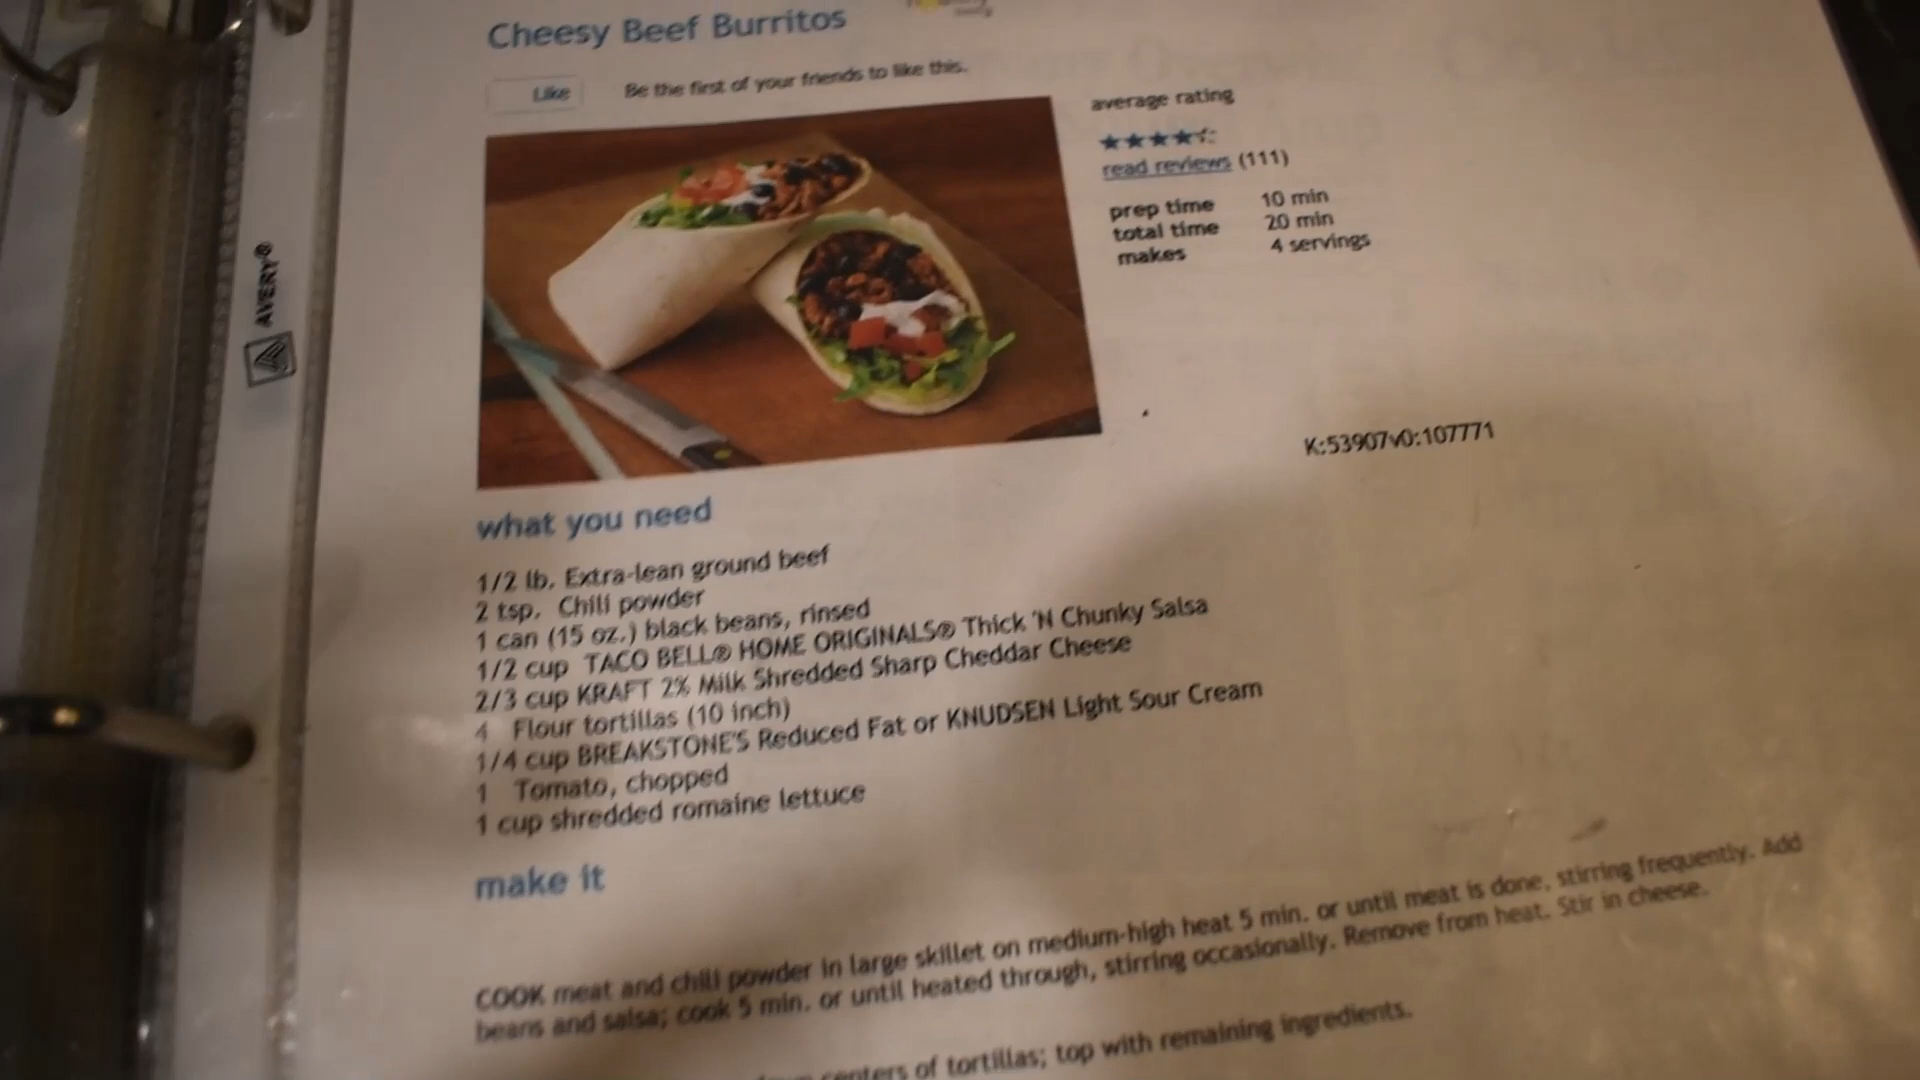 Cheesy Beef Burritos
Like Be the first of your friends to like this.
average rating
read reviews (111)
prep time 10 min
total time 20 min
makes 4 servings
AVERY®
K:53907v0:107771
what you need
1/2 lb. Extra-lean ground beef
2 tsp. Chili powder
1 can (15 oz.) black beans, rinsed
1/2 cup TACO BELL® HOME ORIGINALS® Thick 'N Chunky Salsa
2/3 cup KRAFT 2% Milk Shredded Sharp Cheddar Cheese
4 Flour tortillas (10 inch)
1/4 cup BREAKSTONE'S Reduced Fat or KNUDSEN Light Sour Cream
1 Tomato, chopped
1 cup shredded romaine lettuce
make it
COOK meat and chili powder in large skillet on medium-high heat 5 min. or until meat is done, stirring frequently. Add
beans and salsa; cook 5 min. or until heated through, stirring occasionally. Remove from heat. Stir in cheese.
centers of tortillas; top with remaining ingredients.